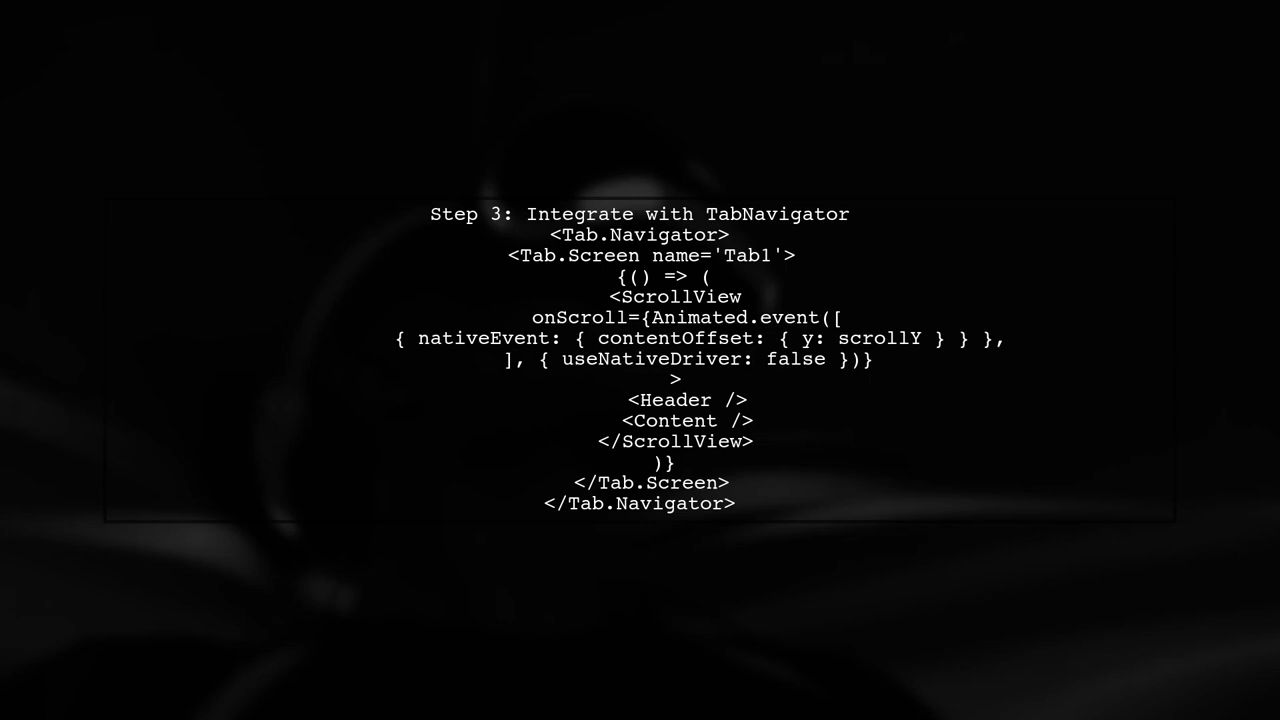 Step 3: Integrate with TabNavigator
<Tab.Navigator>
<Tab.Screen name='Tab1'>
{() => (
<ScrollView
onScroll={Animated.event([
{ nativeEvent: { contentOffset: { y: scrollY } } },
], { useNativeDriver: false })}
>
<Header />
<Content />
</ScrollView>
)}
</Tab.Screen>
</Tab.Navigator>